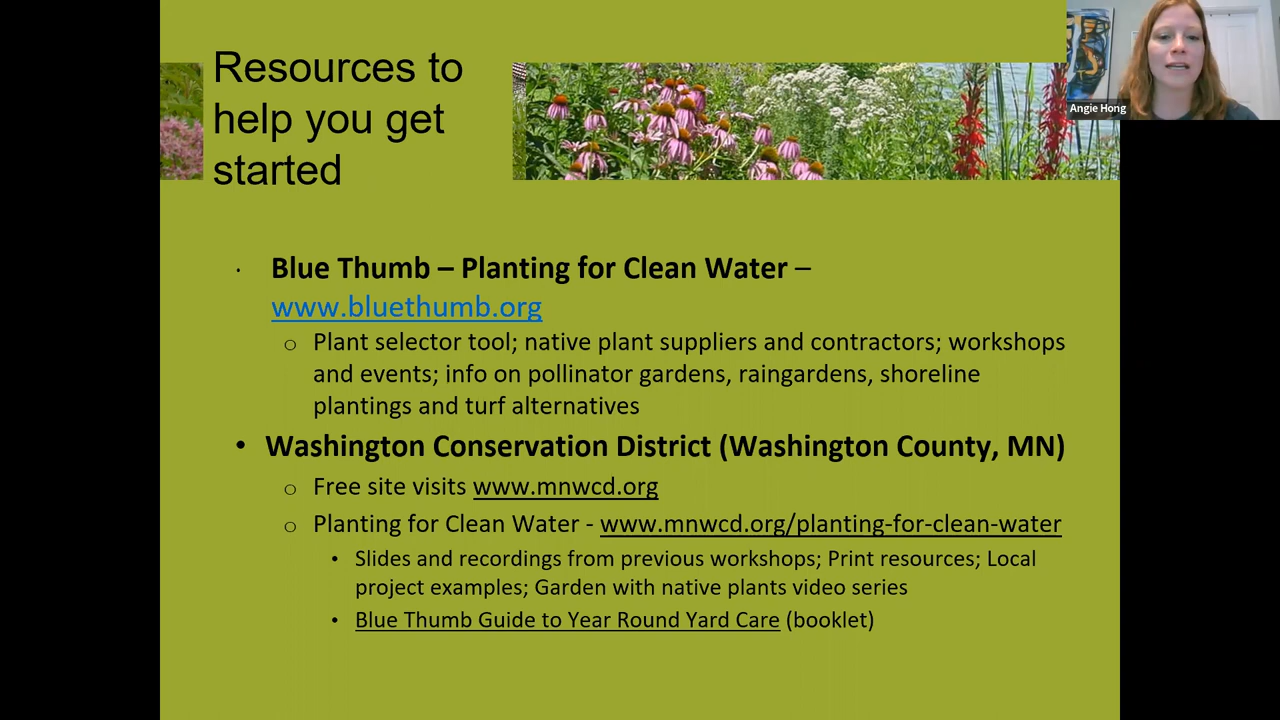 Resources to
help you get
started
Angie Hong
· Blue Thumb – Planting for Clean Water –
www.bluethumb.org
o Plant selector tool; native plant suppliers and contractors; workshops
and events; info on pollinator gardens, raingardens, shoreline
plantings and turf alternatives
• Washington Conservation District (Washington County, MN)
o Free site visits www.mnwcd.org
o Planting for Clean Water - www.mnwcd.org/planting-for-clean-water
• Slides and recordings from previous workshops; Print resources; Local
project examples; Garden with native plants video series
• Blue Thumb Guide to Year Round Yard Care (booklet)